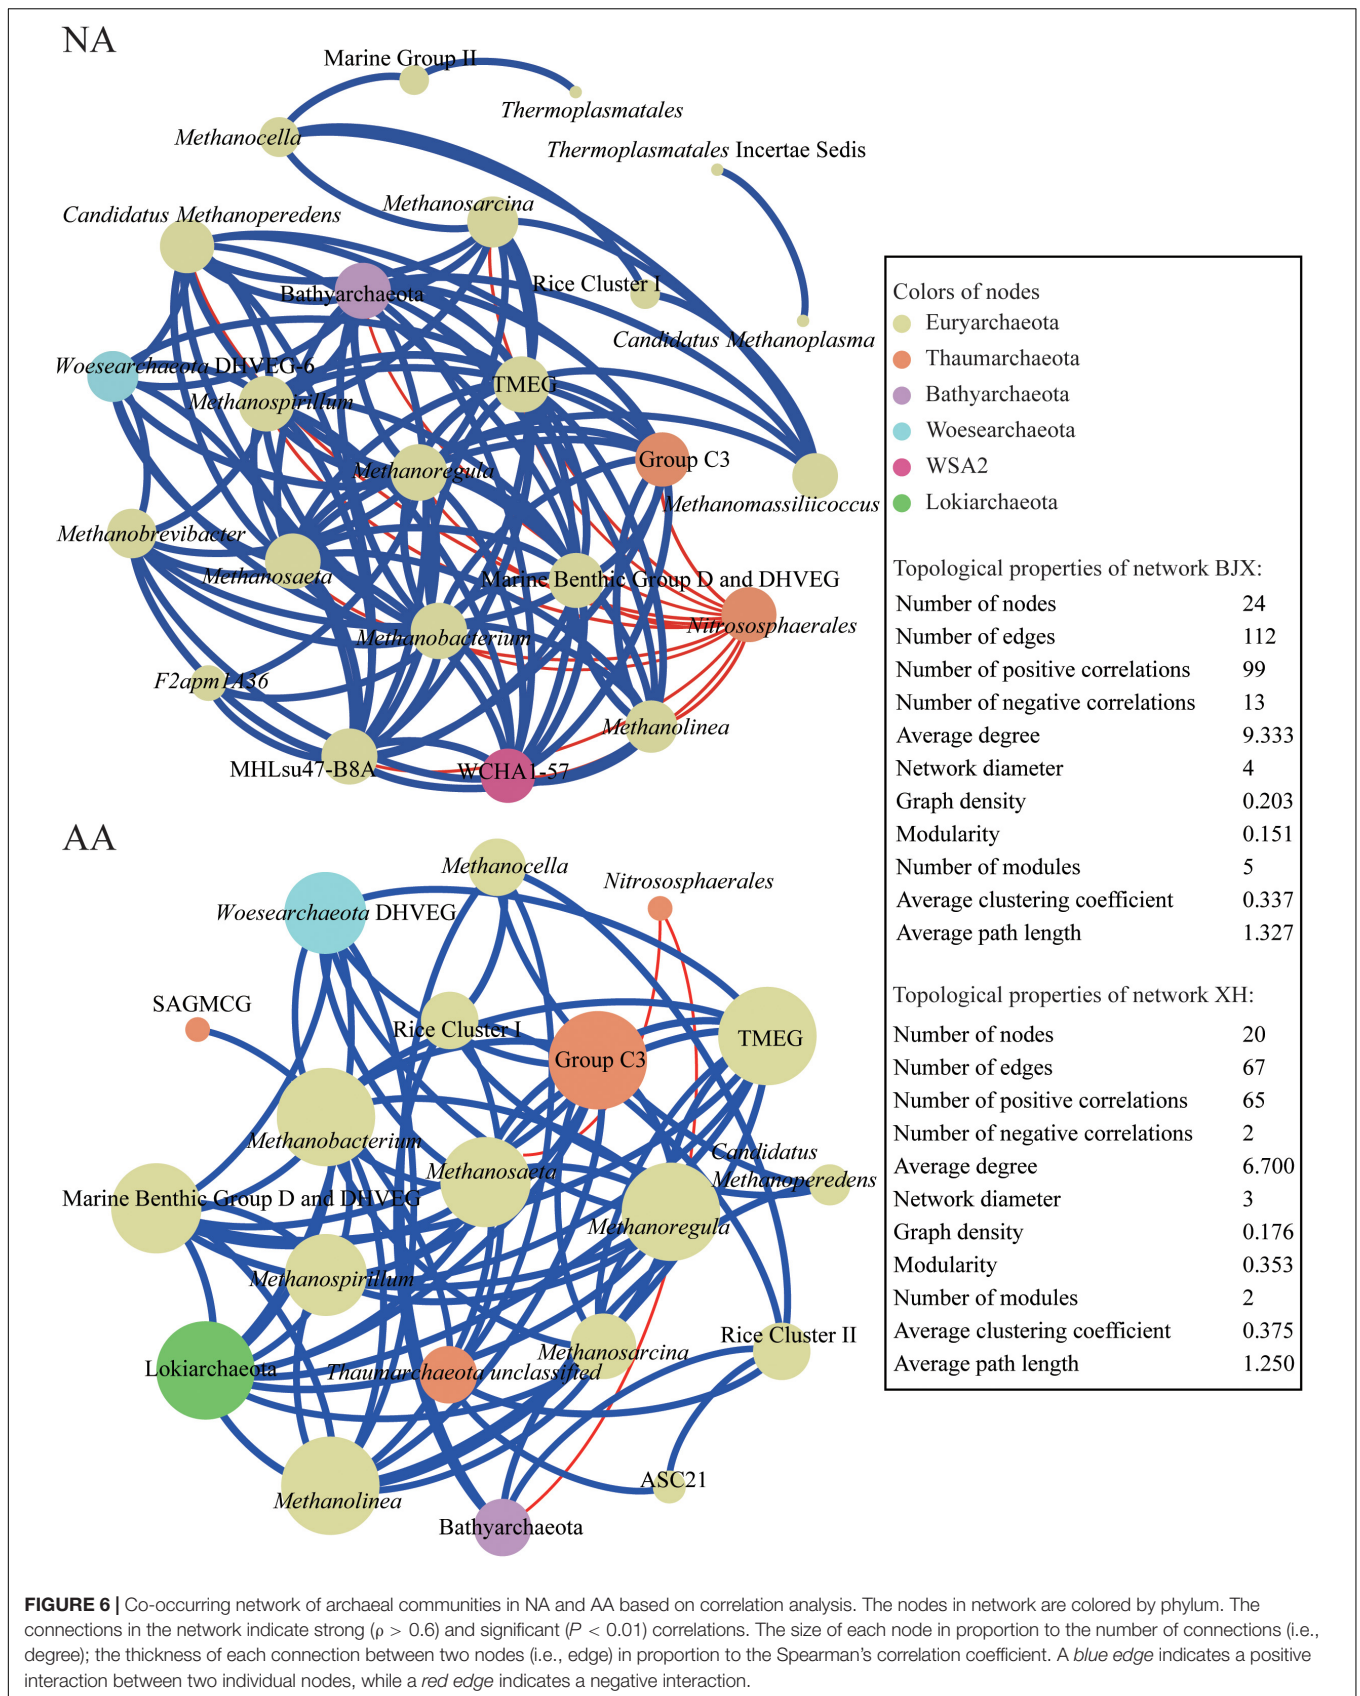 NA
Marine Group II
Thermoplasmatales
Methanocella
Thermoplasmatales Incertae Sedis
Methanosarcina
Candidatus Methanoperedens
Rice Cluster I
Bathyarchaeota
Candidatus Methanoplasma
Woesearchaeota DHVEG-6
TMEG
Methanospirillum
Group C3
Methanoregula
Methanomassiliicoccus
Methanobrevibacter
Methanosaeta
Marine Benthic Group D and DHVEG
Nitrososphaerales
Methanobacterium
F2apm1A36
Methanolinea
MHLsu47-B8A
WCHA1-57
Colors of nodes
Euryarchaeota
Thaumarchaeota
Bathyarchaeota
Woesearchaeota
WSA2
Lokiarchaeota
Topological properties of network BJX:
Number of nodes 24
Number of edges 112
Number of positive correlations 99
Number of negative correlations 13
Average degree 9.333
Network diameter 4
Graph density 0.203
Modularity 0.151
Number of modules 5
Average clustering coefficient 0.337
Average path length 1.327
Topological properties of network XH:
Number of nodes 20
Number of edges 67
Number of positive correlations 65
Number of negative correlations 2
Average degree 6.700
Network diameter 3
Graph density 0.176
Modularity 0.353
Number of modules 2
Average clustering coefficient 0.375
Average path length 1.250
AA
Methanocella
Nitrososphaerales
Woesearchaeota DHVEG
SAGMCG
Rice Cluster I
TMEG
Group C3
Methanobacterium
Candidatus
Methanoperedens
Methanosaeta
Marine Benthic Group D and DHVEG
Methanoregula
Methanospirillum
Rice Cluster II
Methanosarcina
Lokiarchaeota
Thaumarchaeota unclassified
ASC21
Methanolinea
Bathyarchaeota
FIGURE 6 | Co-occurring network of archaeal communities in NA and AA based on correlation analysis. The nodes in network are colored by phylum. The
connections in the network indicate strong (ρ > 0.6) and significant (P < 0.01) correlations. The size of each node in proportion to the number of connections (i.e.,
degree); the thickness of each connection between two nodes (i.e., edge) in proportion to the Spearman's correlation coefficient. A blue edge indicates a positive
interaction between two individual nodes, while a red edge indicates a negative interaction.